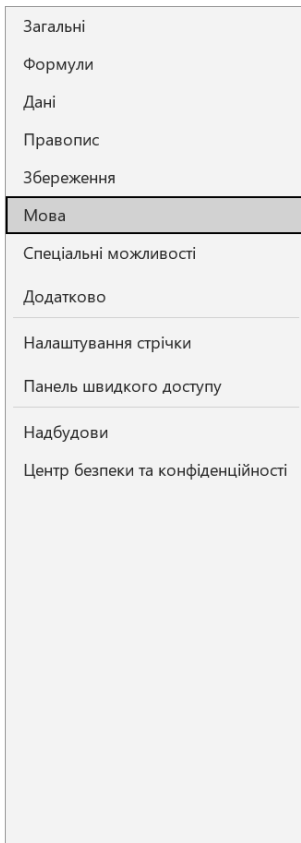 Загальні
Формули
Дані
Правопис
Збереження
Мова
Спеціальні можливості
Додатково
Налаштування стрічки
Панель швидкого доступу
Надбудови
Центр безпеки та конфіденційності